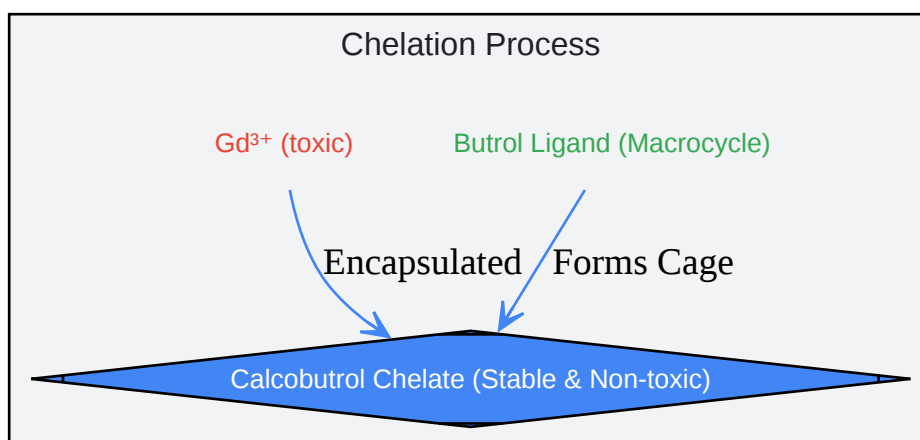 Chelation Process
Gd³⁺ (toxic)
Butrol Ligand (Macrocycle)
Encapsulated
Forms Cage
Calcobutrol Chelate (Stable & Non-toxic)